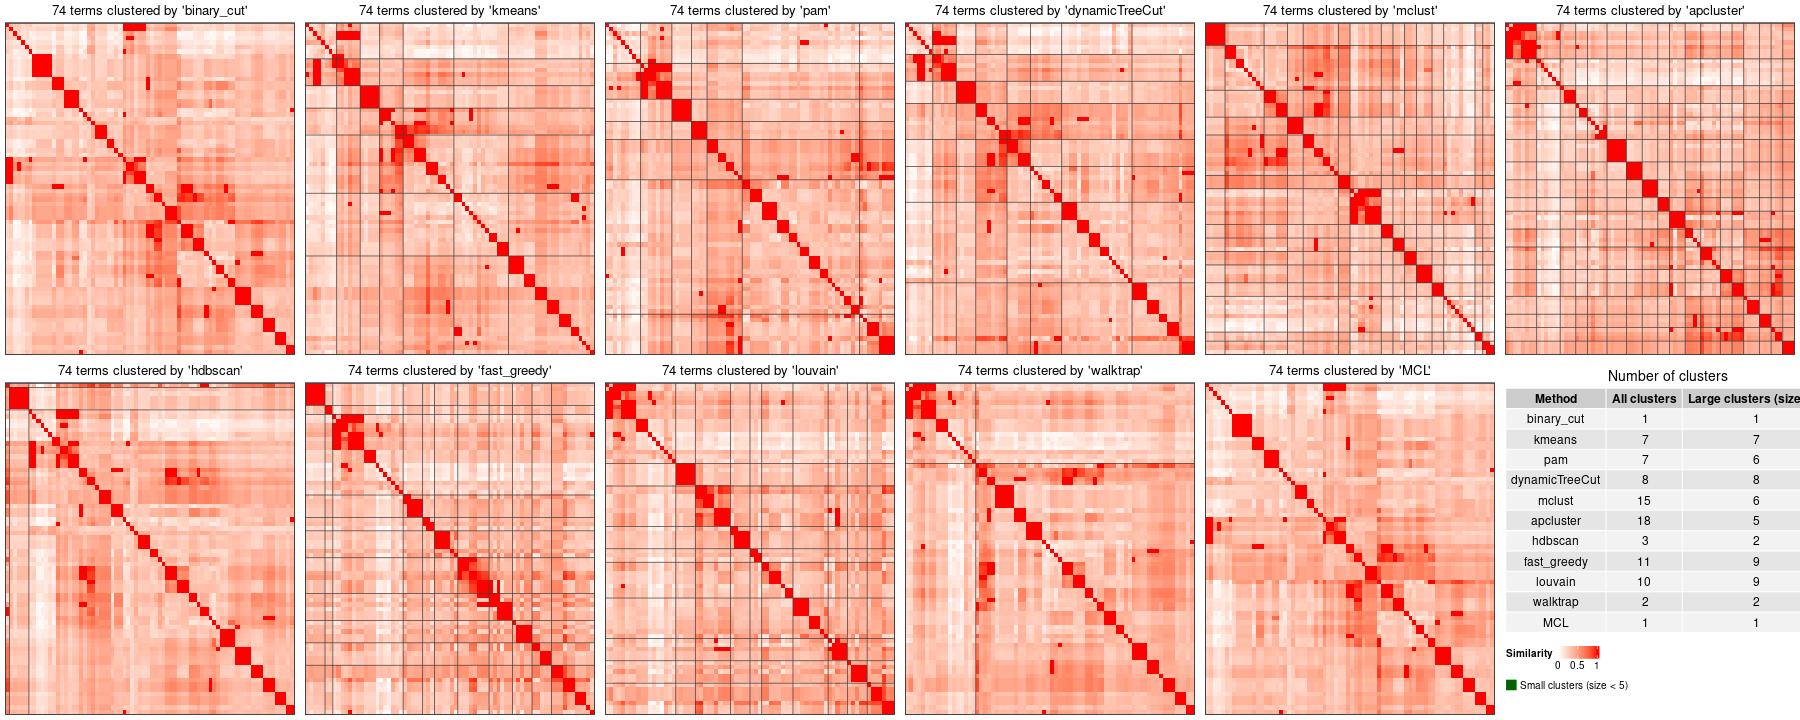 74 terms clustered by 'binary_cut'
74 terms clustered by 'kmeans'
74 terms clustered by 'pam'
74 terms clustered by 'dynamicTreeCut'
74 terms clustered by 'mclust'
74 terms clustered by 'apcluster'
74 terms clustered by 'hdbscan'
74 terms clustered by 'fast_greedy'
74 terms clustered by 'louvain'
74 terms clustered by 'walktrap'
74 terms clustered by 'MCL'
Number of clusters
Method All clusters Large clusters (size
binary_cut 1 1
kmeans 7 7
pam 7 6
dynamicTreeCut 8 8
mclust 15 6
apcluster 18 5
hdbscan 3 2
fast_greedy 11 9
louvain 10 9
walktrap 2 2
MCL 1 1
Similarity
0 0.5 1
Small clusters (size < 5)